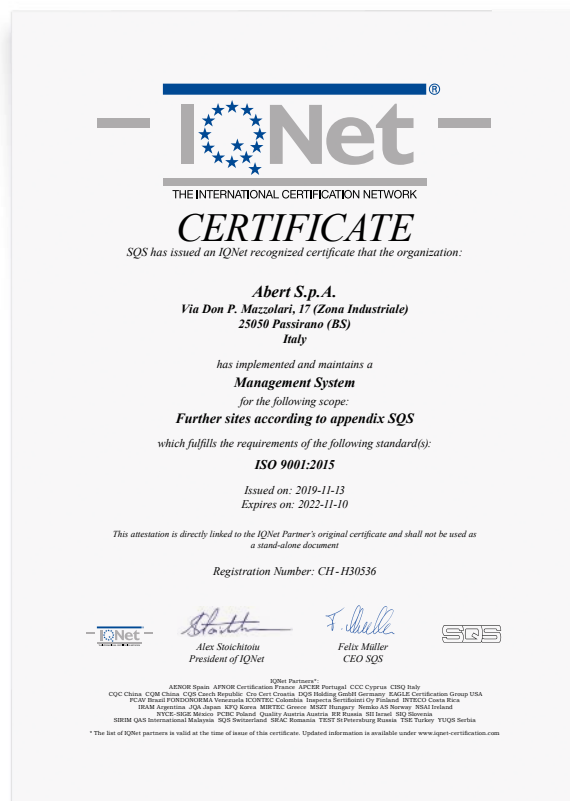 ®
IQNet
THE INTERNATIONAL CERTIFICATION NETWORK
CERTIFICATE
SQS has issued an IQNet recognized certificate that the organization:
Abert S.p.A.
Via Don P. Mazzolari, 17 (Zona Industriale)
25050 Passirano (BS)
Italy
has implemented and maintains a
Management System
for the following scope:
Further sites according to appendix SQS
which fulfills the requirements of the following standard(s):
ISO 9001:2015
Issued on: 2019-11-13
Expires on: 2022-11-10
This attestation is directly linked to the IQNet Partner's original certificate and shall not be used as
a stand-alone document
Registration Number: CH-H30536
IQNet
F. Müller
SQS
Alex Stoichitoiu
President of IQNet
Felix Müller
CEO SQS
IQNet Partners*:
AENOR Spain AFNOR Certification France APCER Portugal CCC Cyprus CISQ Italy
CQC China CQM China CQS Czech Republic Cro Cert Croatia DQS Holding GmbH Germany EAGLE Certification Group USA
FCAV Brazil FONDONORMA Venezuela ICONTEC Colombia Inspecta Sertifiointi Oy Finland INTECO Costa Rica
IRAM Argentina JQA Japan KFQ Korea MIRTEC Greece MSZT Hungary Nemko AS Norway NSAI Ireland
NYCE-SIGE México PCBC Poland Quality Austria Austria RR Russia SII Israel SIQ Slovenia
SIRIM QAS International Malaysia SQS Switzerland SRAC Romania TEST St Petersburg Russia TSE Turkey YUQS Serbia
* The list of IQNet partners is valid at the time of issue of this certificate. Updated information is available under www.iqnet-certification.com